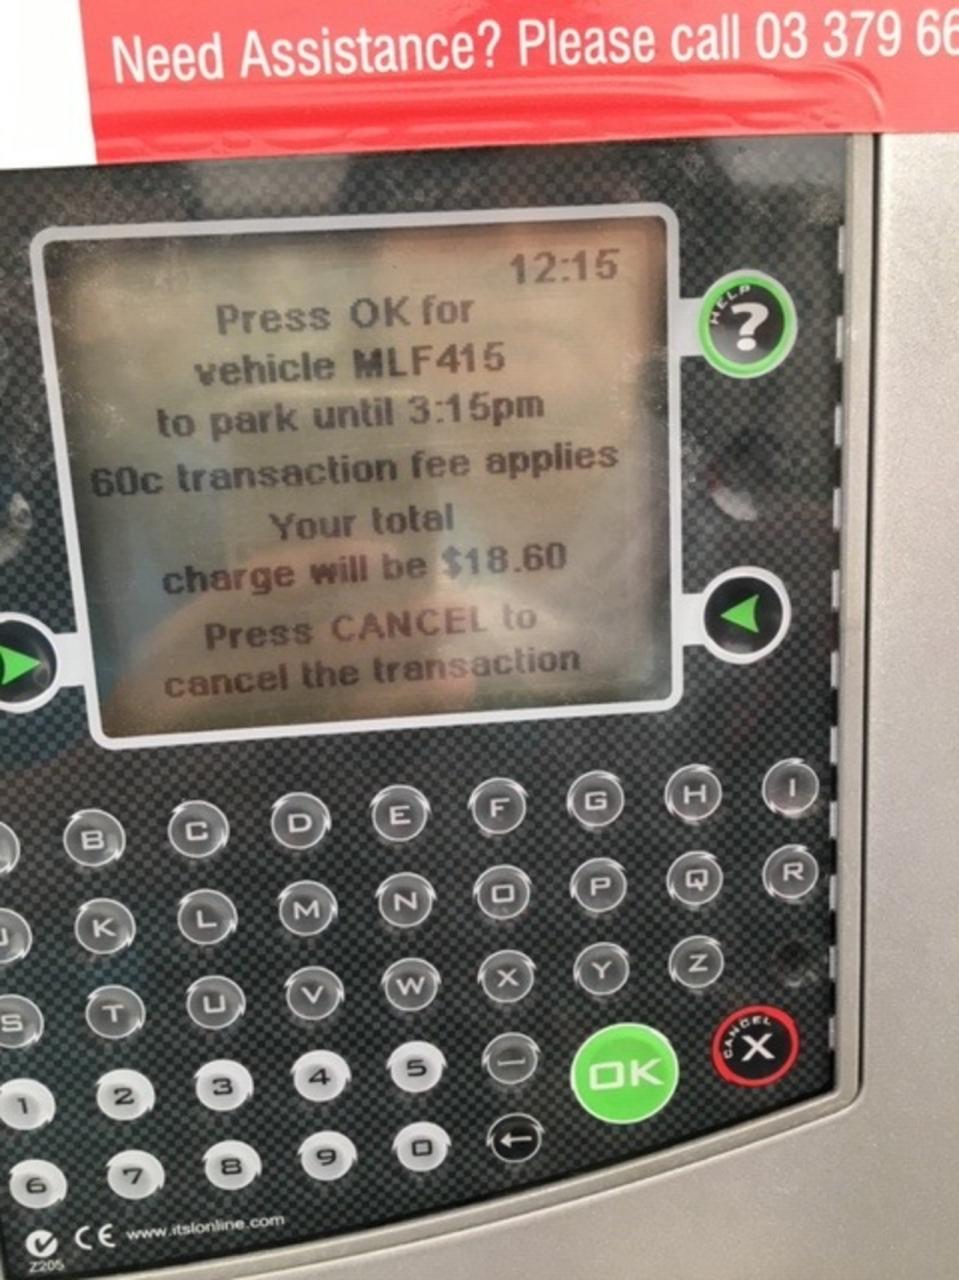 Need Assistance? Please call 03 379 66
12:15
Press OK for
vehicle MLF415
to park until 3:15pm
60c transaction fee applies
Your total
charge will be $18.60
Press CANCEL to
cancel the transaction
HELP
?
B C D E F G H I
J K L M N O P Q R
S T U V W X Y Z
1 2 3 4 5 – OK CANCEL X
6 7 8 9 0 ←
CE www.itslonline.com
Z205